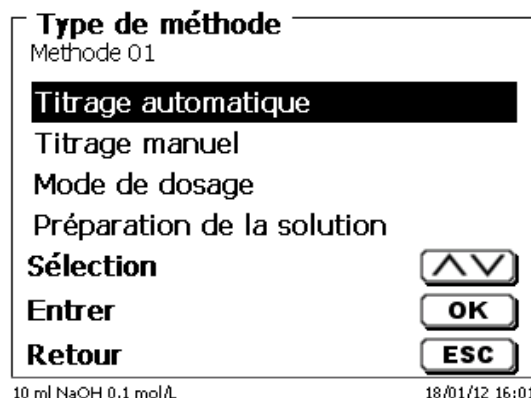 Type de méthode
Methode 01
Titrage automatique
Titrage manuel
Mode de dosage
Préparation de la solution
Sélection
Entrer OK
Retour ESC
10 ml NaOH 0.1 mol/L 18/01/12 16:01